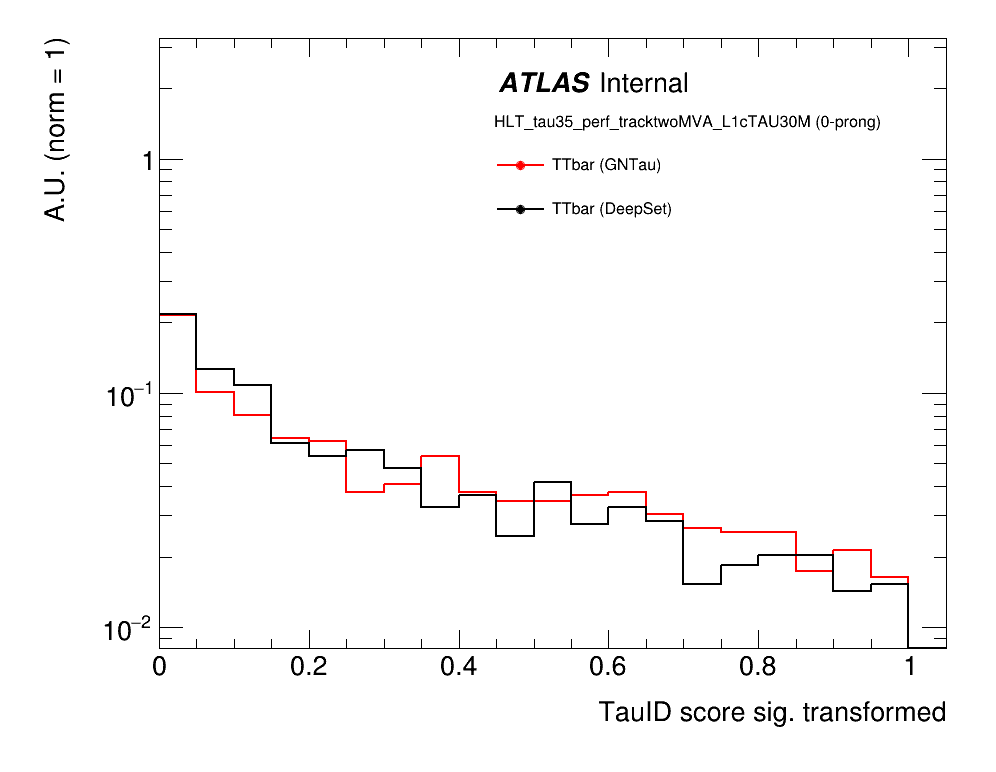 A.U. (norm = 1)
ATLAS Internal
HLT_tau35_perf_tracktwoMVA_L1cTAU30M (0-prong)
TTbar (GNTau)
TTbar (DeepSet)
1
10⁻¹
10⁻²
0 0.2 0.4 0.6 0.8 1
TauID score sig. transformed